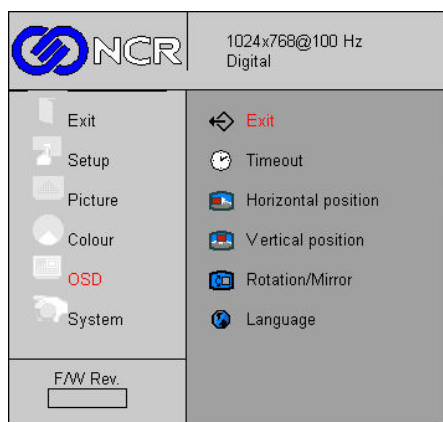 NCR
1024x768@100 Hz
Digital
Exit
Setup
Picture
Colour
OSD
System
F/W Rev.
Exit
Timeout
Horizontal position
Vertical position
Rotation/Mirror
Language